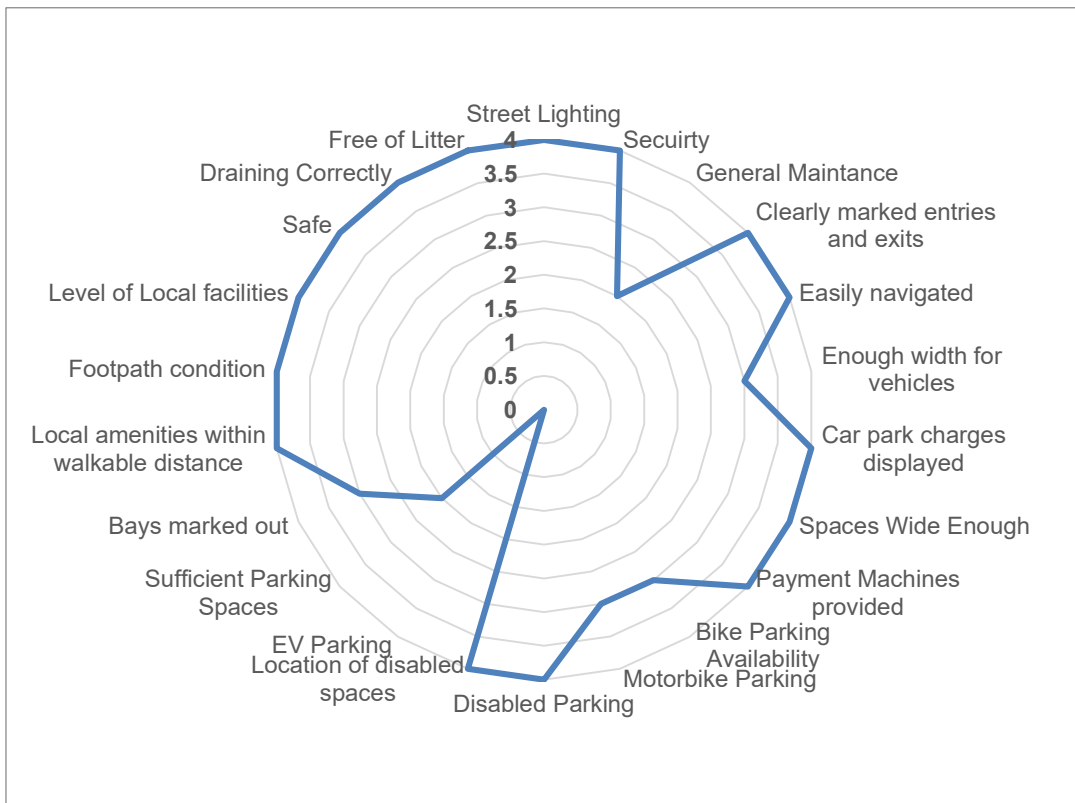 Street Lighting
Secuirty
General Maintance
Clearly marked entries
and exits
Easily navigated
Enough width for
vehicles
Car park charges
displayed
Spaces Wide Enough
Payment Machines
provided
Bike Parking
Availability
Motorbike Parking
Disabled Parking
Location of disabled
spaces
EV Parking
Sufficient Parking
Spaces
Bays marked out
Local amenities within
walkable distance
Footpath condition
Level of Local facilities
Safe
Draining Correctly
Free of Litter
4
3.5
3
2.5
2
1.5
1
0.5
0